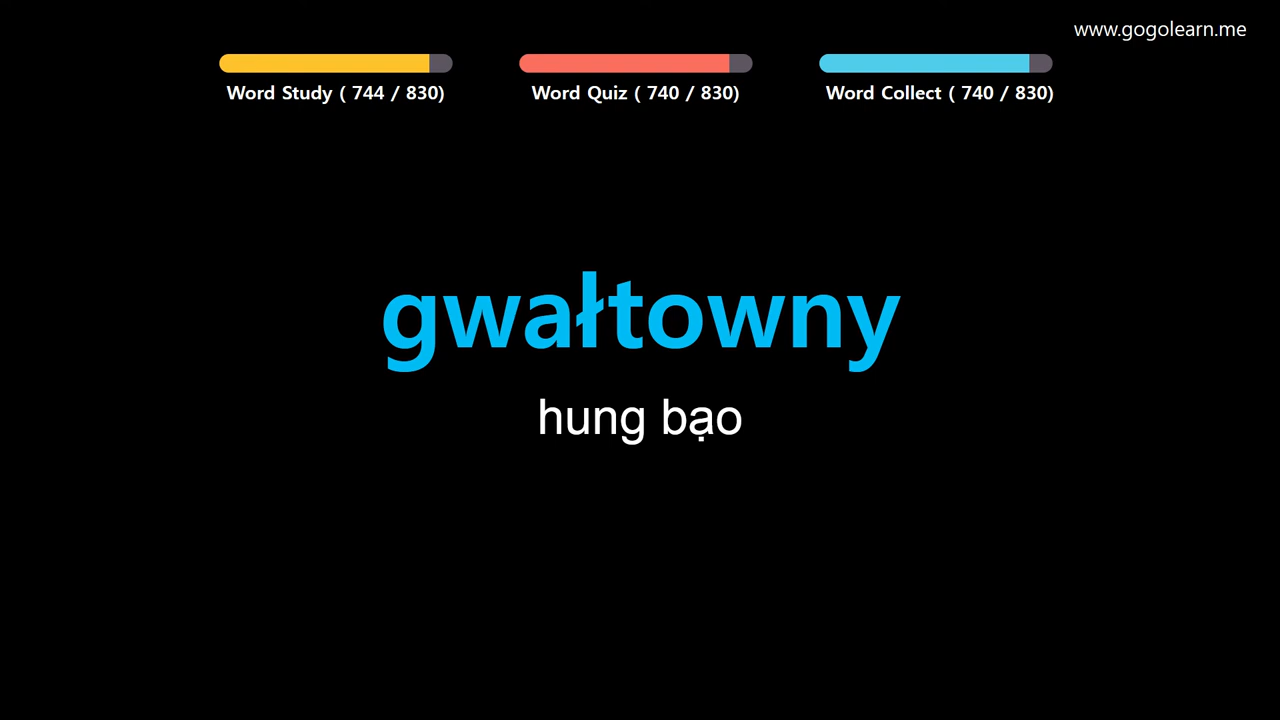 www.gogolearn.me
Word Study ( 744 / 830)
Word Quiz ( 740 / 830)
Word Collect ( 740 / 830)
gwałtowny
hung bạo